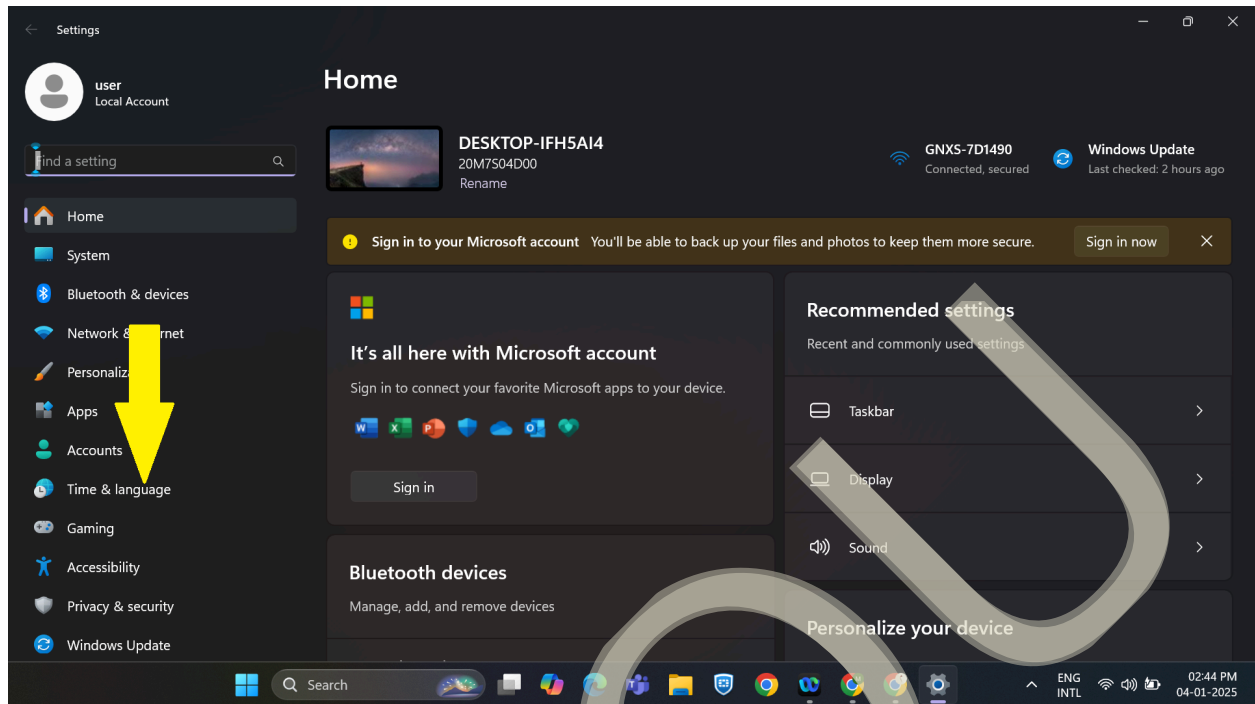 Settings
user
Local Account
Find a setting
Home
System
Bluetooth & devices
Network &
Apps
Accounts
Time & language
Gaming
Accessibility
Privacy & security
Windows Update
Home
DESKTOP-IFH5AI4
20M7S04D00
Rename
GNXS-7D1490
Connected, secured
Windows Update
Last checked: 2 hours ago
Sign in to your Microsoft account You'll be able to back up your files and photos to keep them more secure.
Sign in now
It's all here with Microsoft account
Sign in to connect your favorite Microsoft apps to your device.
Sign in
Bluetooth devices
Manage, add, and remove devices
Recommended settings
Recent and commonly used settings
Taskbar
Display
Sound
Personalize your device
Search
ENG
INTL
02:44 PM
04-01-2025